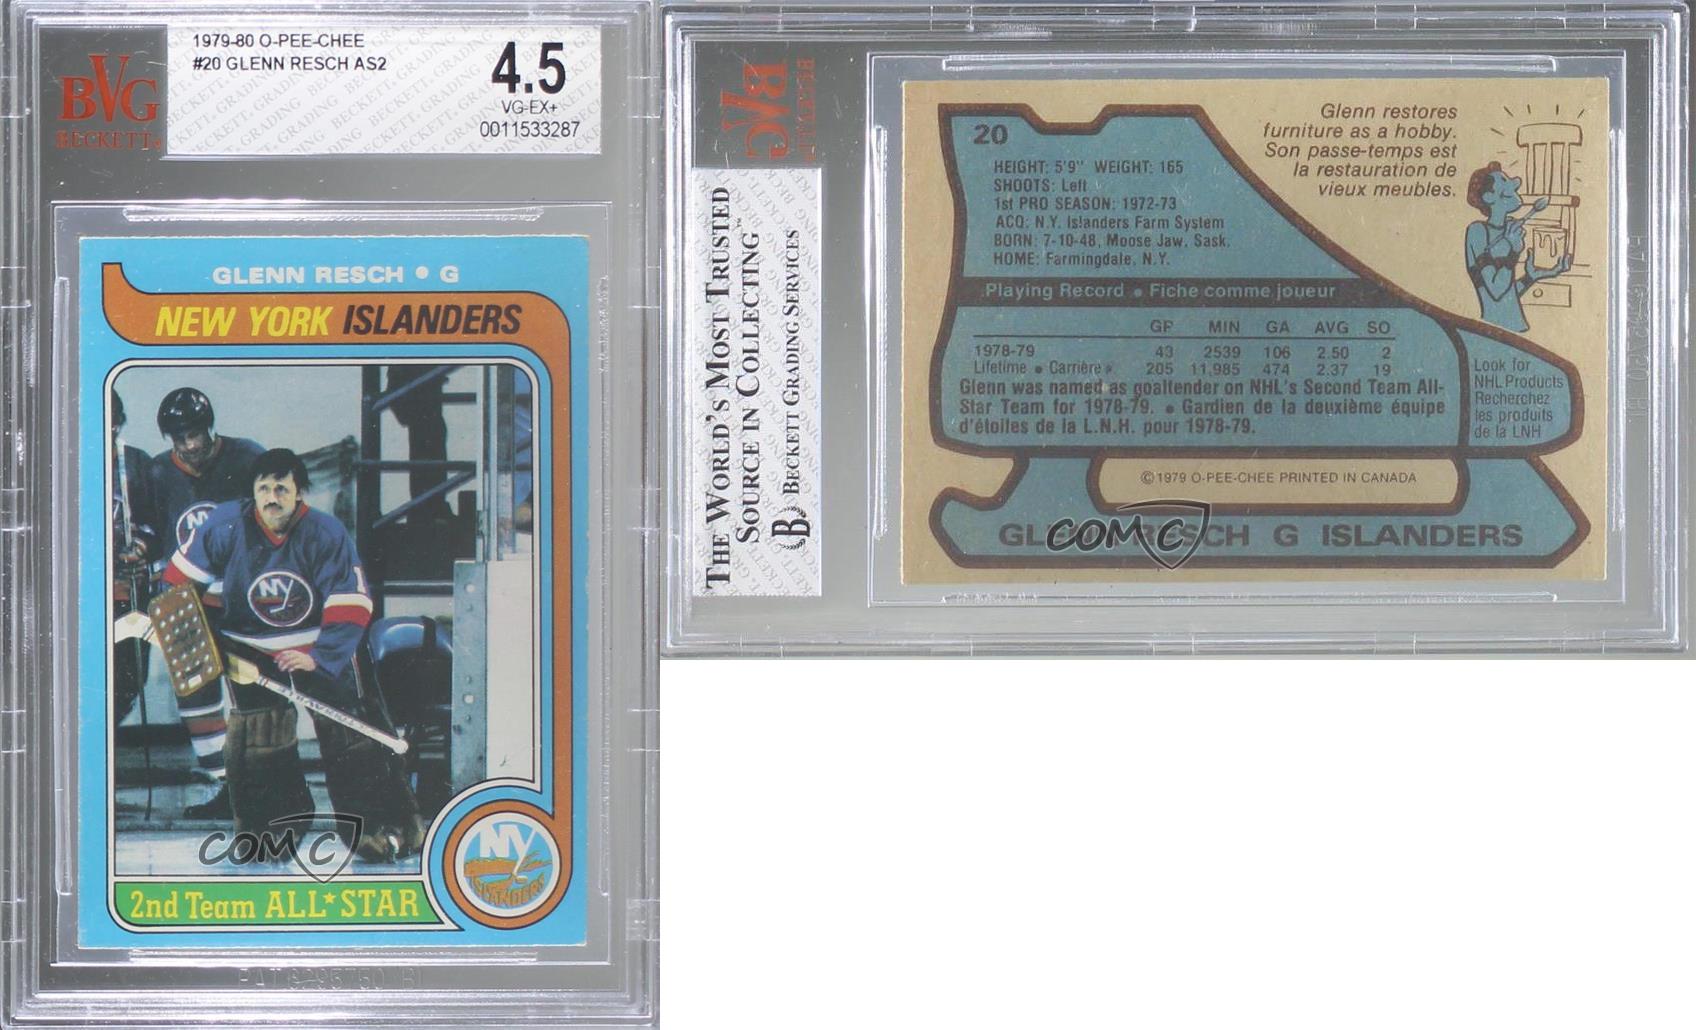 BVG
BECKETT
1979-80 O-PEE-CHEE
#20 GLENN RESCH AS2
4.5
VG-EX+
0011533287
GLENN RESCH • G
NEW YORK ISLANDERS
NY
NY
ISLANDERS
COMC
2nd Team ALL★STAR
BVG
BECKETT
THE WORLD'S MOST TRUSTED
SOURCE IN COLLECTING™
B BECKETT GRADING SERVICES
20
HEIGHT: 5'9" WEIGHT: 165
SHOOTS: Left
1st PRO SEASON: 1972-73
ACQ: N.Y. Islanders Farm System
BORN: 7-10-48, Moose Jaw, Sask.
HOME: Farmingdale, N.Y.
Glenn restores
furniture as a hobby.
Son passe-temps est
la restauration de
vieux meubles.
Playing Record • Fiche comme joueur
GP MIN GA AVG SO
1978-79 43 2539 106 2.50 2
Lifetime • Carrière • 205 11,985 474 2.37 19
Glenn was named as goaltender on NHL's Second Team All-
Star Team for 1978-79. • Gardien de la deuxième équipe
d'étoiles de la L.N.H. pour 1978-79.
Look for
NHL Products
Recherchez
les produits
de la LNH
©1979 O-PEE-CHEE PRINTED IN CANADA
COMC
GLENN RESCH G ISLANDERS